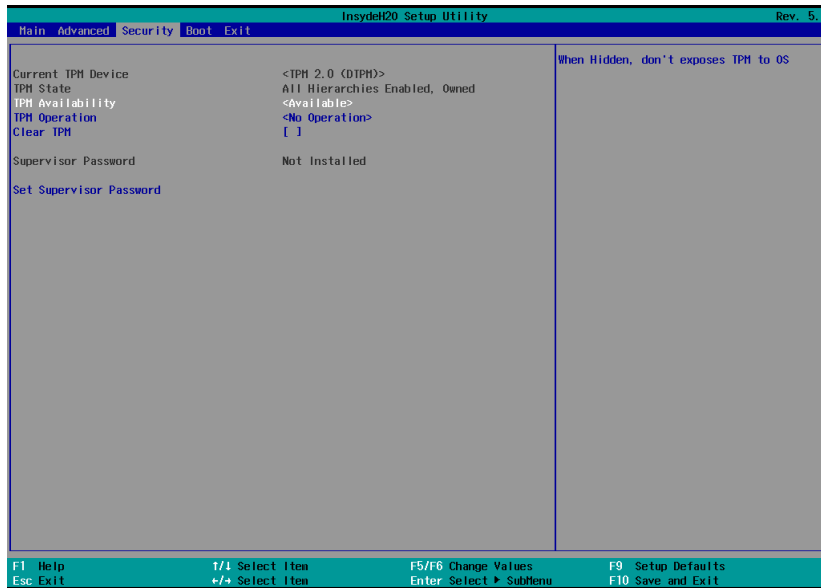 InsydeH20 Setup Utility Rev. 5.
Main Advanced Security Boot Exit
When Hidden, don't exposes TPM to OS
Current TPM Device <TPM 2.0 (DTPM)>
TPM State All Hierarchies Enabled, Owned
TPM Availability <Available>
TPM Operation <No Operation>
Clear TPM [ ]
Supervisor Password Not Installed
Set Supervisor Password
F1 Help ↑/↓ Select Item F5/F6 Change Values F9 Setup Defaults
Esc Exit ←/→ Select Item Enter Select ▶ SubMenu F10 Save and Exit